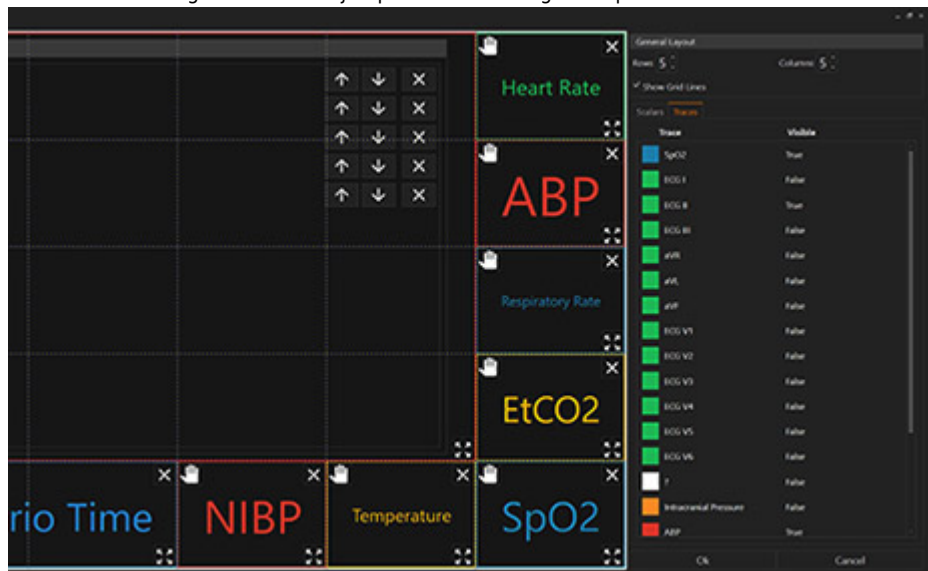 General Layout
Rows 5 Columns 5
Show Grid Lines
Scalars Traces
Trace Visible
SpO2 True
ECG I False
ECG II True
ECG III False
aVR False
aVL False
aVF False
ECG V1 False
ECG V2 False
ECG V3 False
ECG V4 False
ECG V5 False
ECG V6 False
? False
Intracranial Pressure False
ABP True
Ok Cancel
Heart Rate
ABP
Respiratory Rate
EtCO2
rio Time
NIBP
Temperature
SpO2